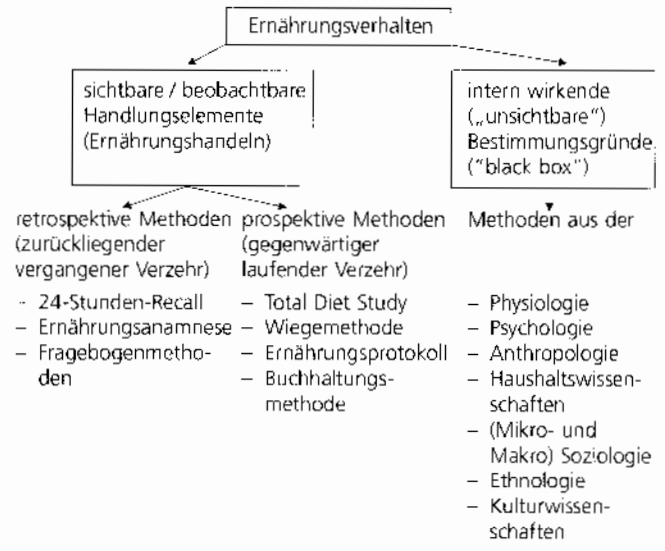 Ernährungsverhalten
sichtbare / beobachtbare
Handlungselemente
(Ernährungshandeln)
intern wirkende
(„unsichtbare“)
Bestimmungsgründe
("black box")
retrospektive Methoden
(zurückliegender
vergangener Verzehr)
- 24-Stunden-Recall
– Ernährungsanamnese
– Fragebogenmetho-
den
prospektive Methoden
(gegenwärtiger
laufender Verzehr)
– Total Diet Study
– Wiegemethode
– Ernährungsprotokoll
– Buchhaltungs-
methode
Methoden aus der
– Physiologie
– Psychologie
– Anthropologie
– Haushaltswissen-
schaften
– (Mikro- und
Makro) Soziologie
– Ethnologie
– Kulturwissen-
schaften